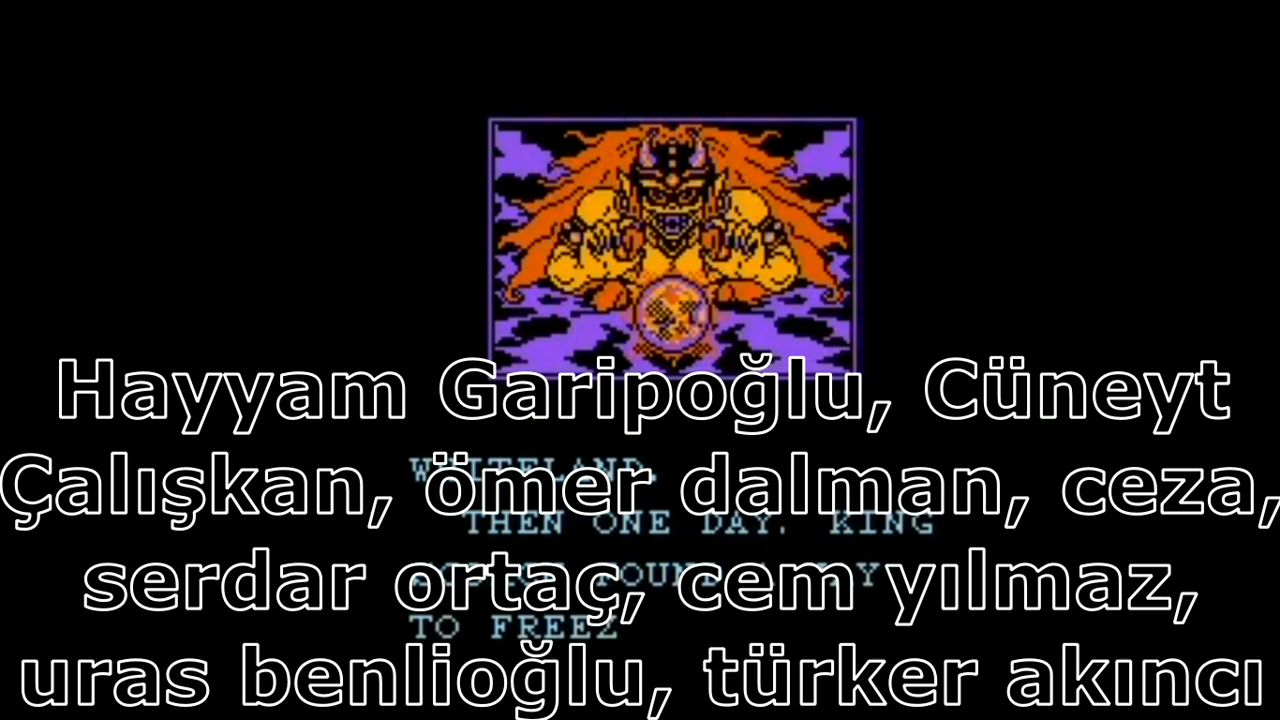 Hayyam Garipoğlu, Cüneyt
Çalışkan, ömer dalman, ceza,
THEN ONE DAY. KING
serdar ortaç, cem yılmaz,
TO FREEZ
uras benlioğlu, türker akıncı